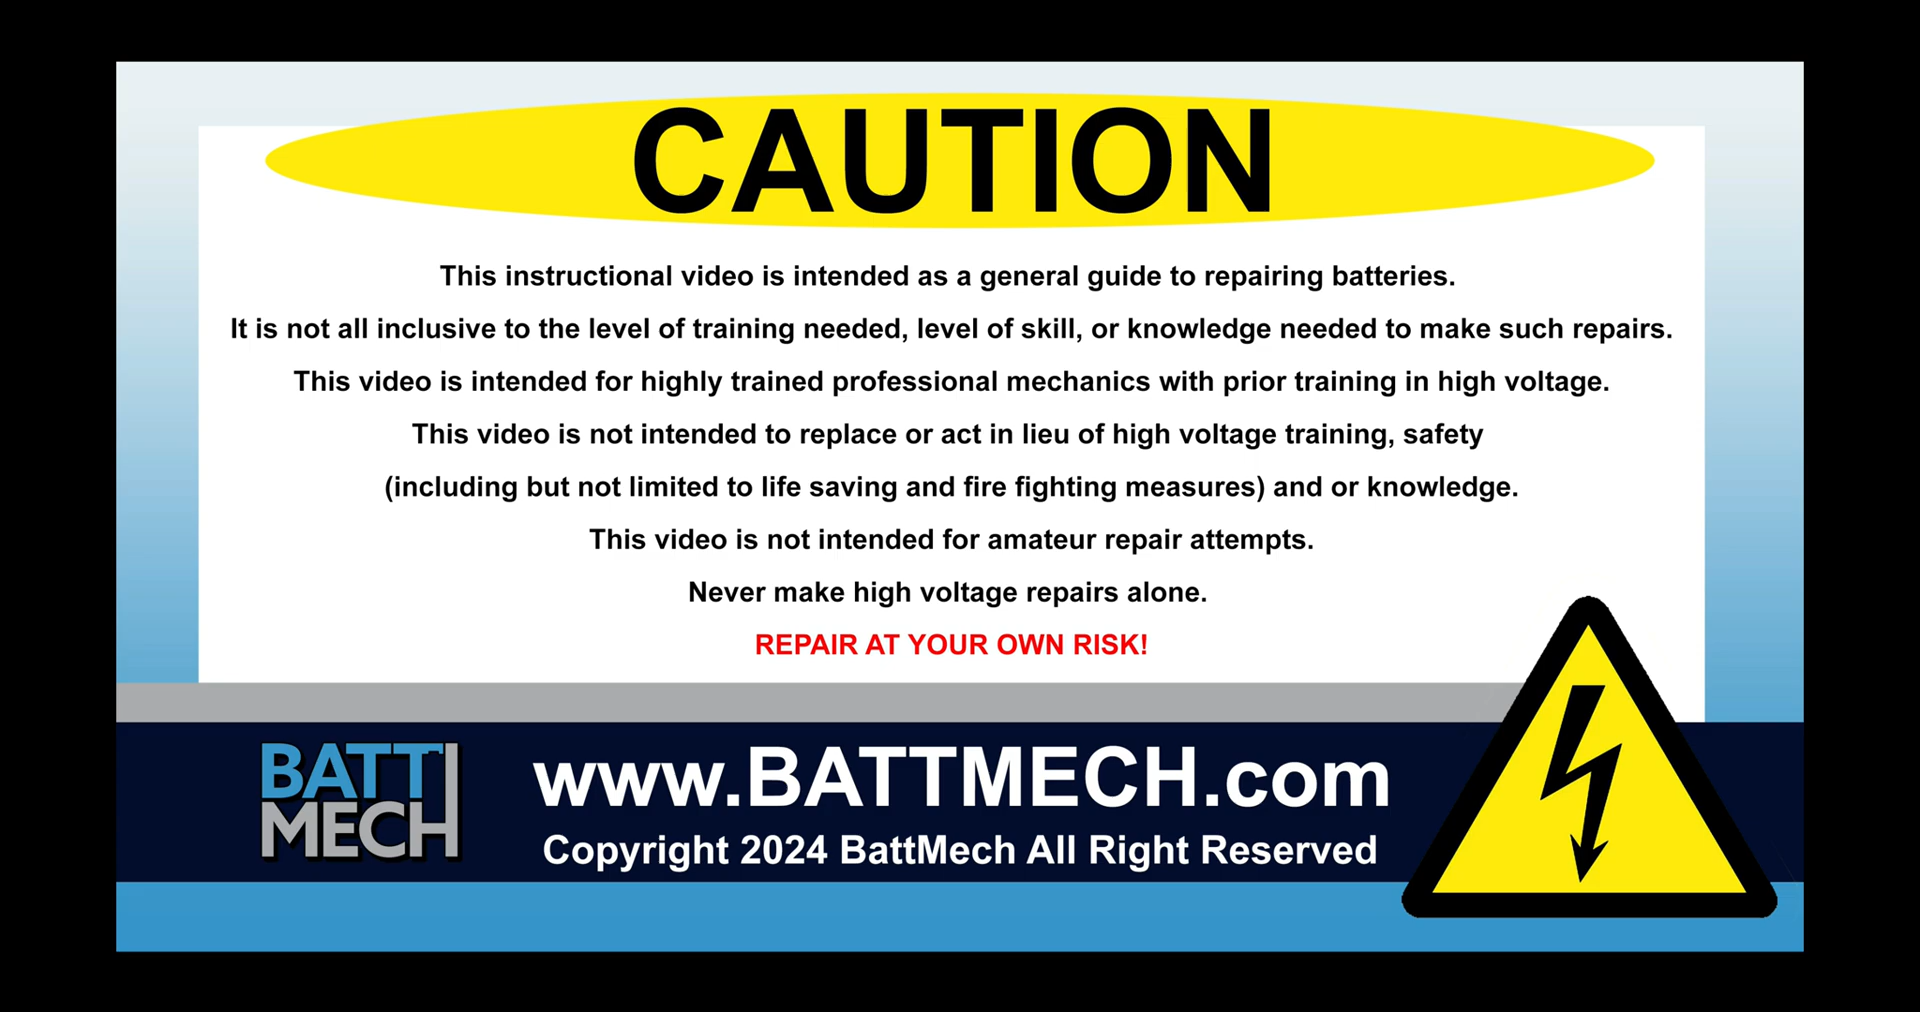 CAUTION
This instructional video is intended as a general guide to repairing batteries.
It is not all inclusive to the level of training needed, level of skill, or knowledge needed to make such repairs.
This video is intended for highly trained professional mechanics with prior training in high voltage.
This video is not intended to replace or act in lieu of high voltage training, safety
(including but not limited to life saving and fire fighting measures) and or knowledge.
This video is not intended for amateur repair attempts.
Never make high voltage repairs alone.
REPAIR AT YOUR OWN RISK!
BATT
MECH
www.BATTMECH.com
Copyright 2024 BattMech All Right Reserved